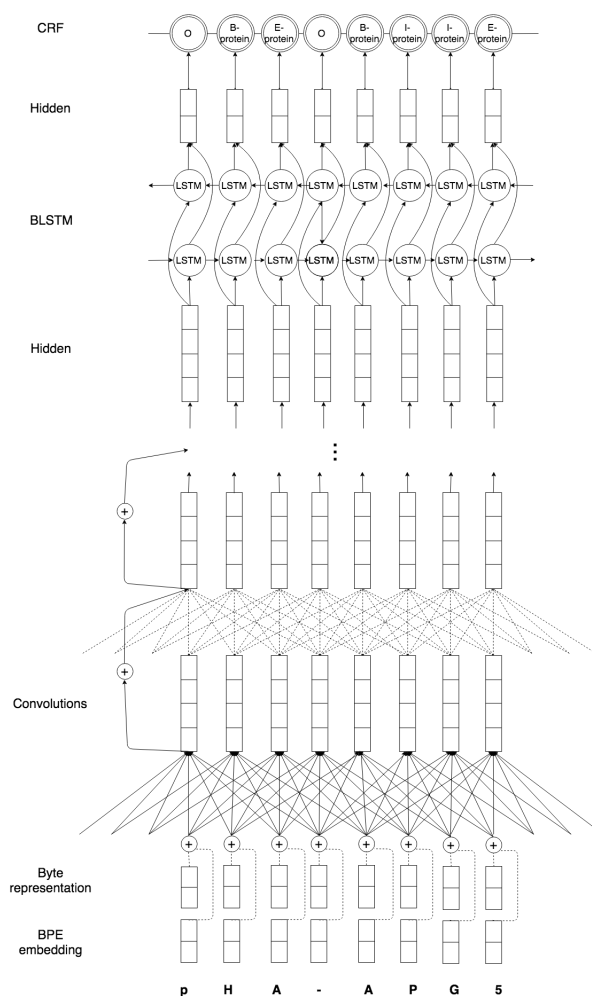 CRF
O B-protein E-protein O B-protein I-protein I-protein E-protein
Hidden
LSTM LSTM LSTM LSTM LSTM LSTM LSTM LSTM
BLSTM
LSTM LSTM LSTM LSTM LSTM LSTM LSTM LSTM
Hidden
+
+
Convolutions
+ + + + + + + +
Byte
representation
BPE
embedding
p H A - A P G 5